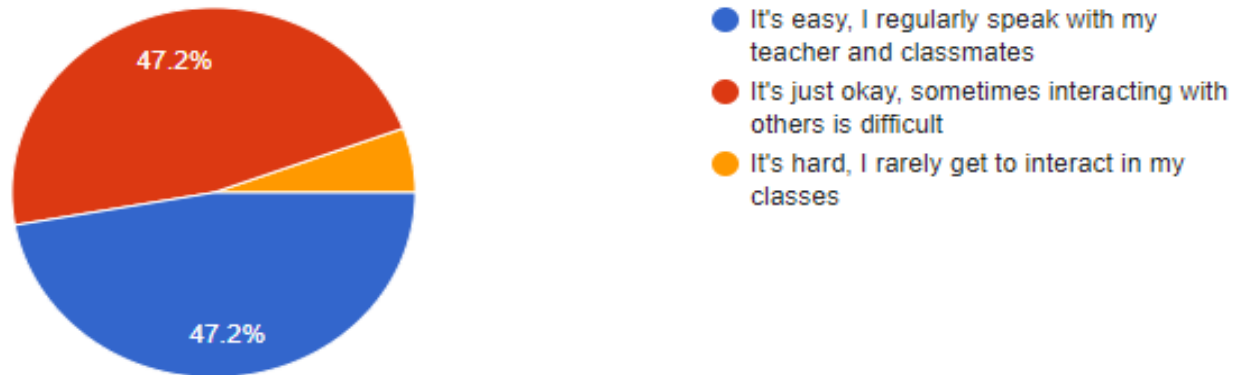 47.2%
47.2%
It's easy, I regularly speak with my
teacher and classmates
It's just okay, sometimes interacting with
others is difficult
It's hard, I rarely get to interact in my
classes